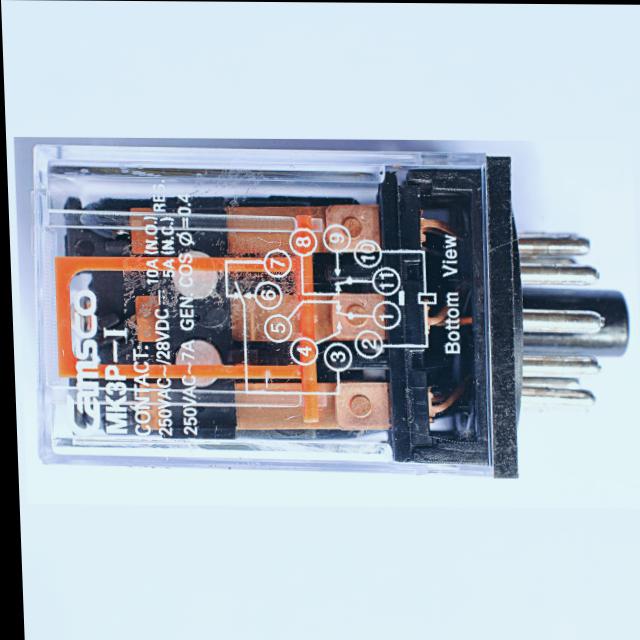 Camsco
MK3P-I
CONTACT: 10A (N.O.) RES.
250VAC~/28VDC⎓ 5A (N.C.)
250VAC~7A GEN COS Ø=0.4
8 9
7 10
6 11
5 1
4 3 2
Bottom View